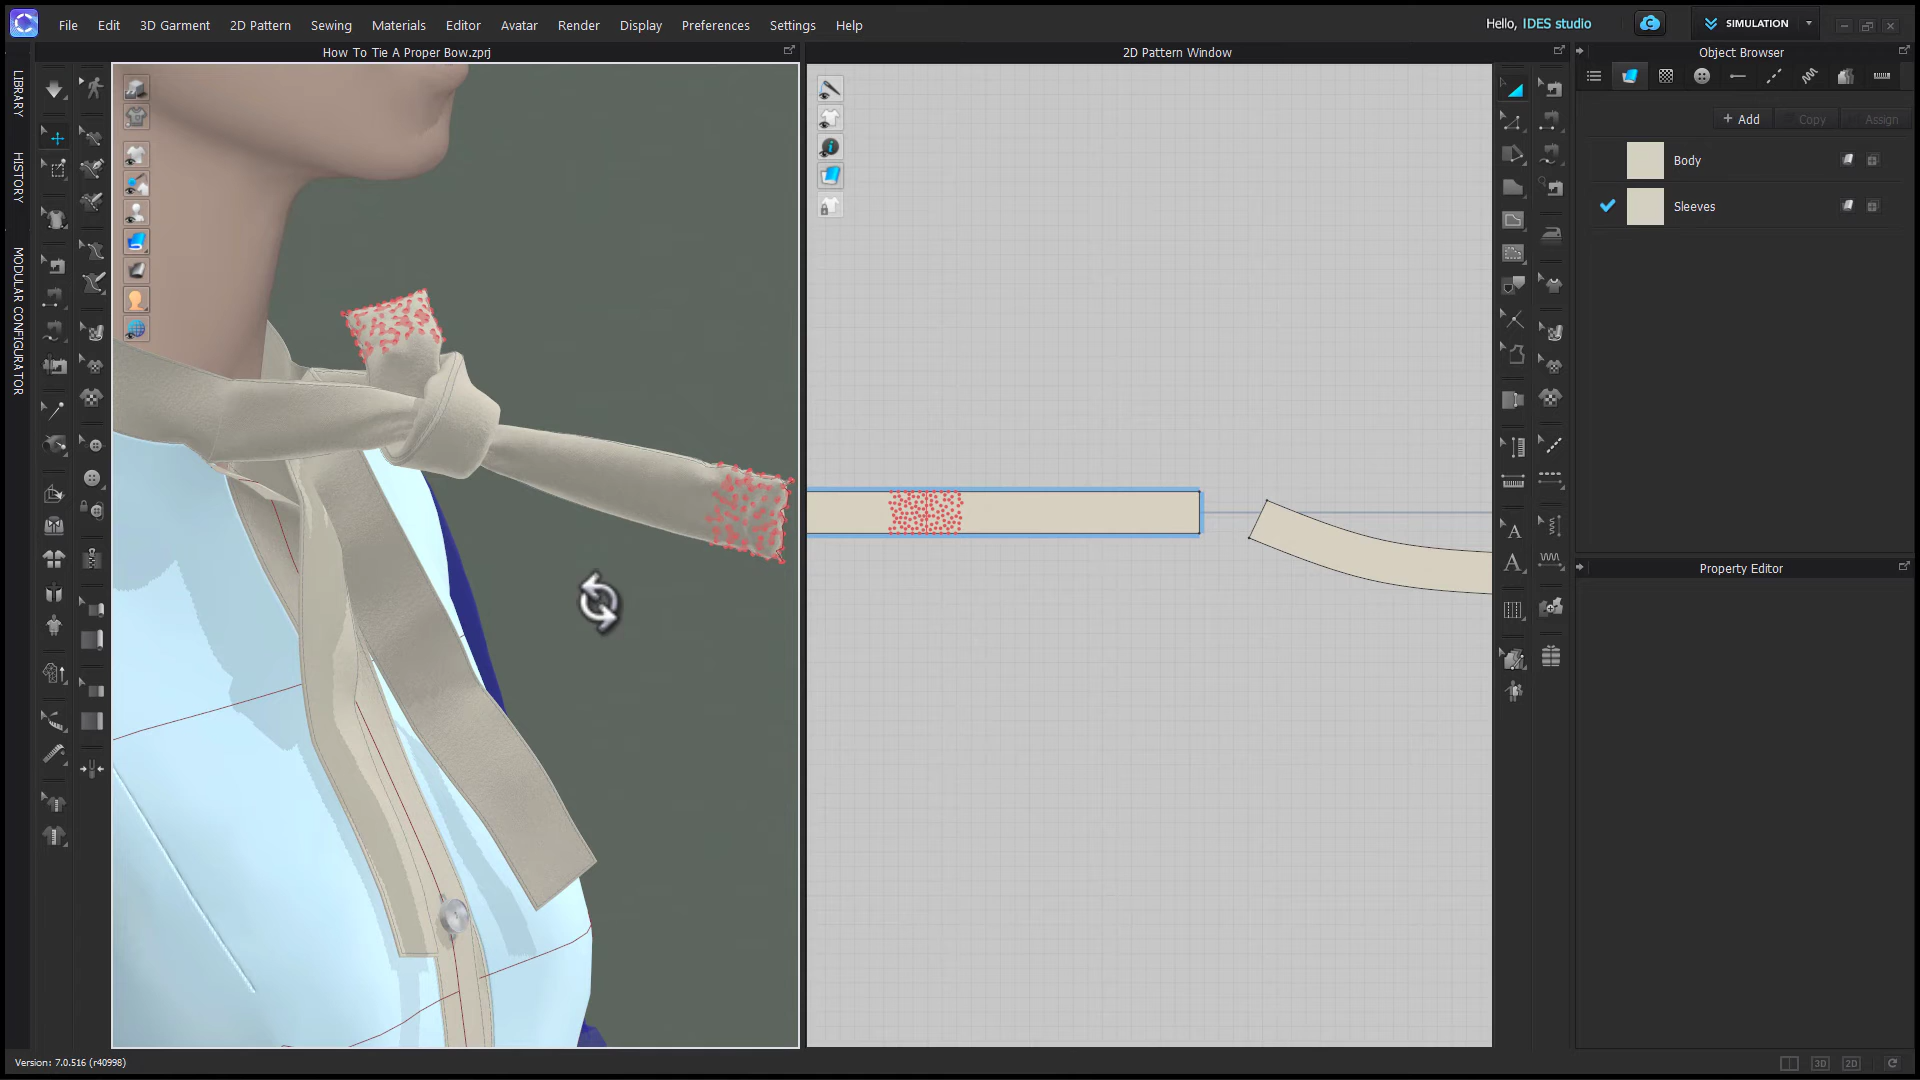 File Edit 3D Garment 2D Pattern Sewing Materials Editor Avatar Render Display Preferences Settings Help
Hello, IDES studio
SIMULATION
How To Tie A Proper Bow.zprj
2D Pattern Window
Object Browser
LIBRARY
HISTORY
MODULAR CONFIGURATOR
+ Add
Copy
Assign
Body
Sleeves
Property Editor
Version: 7.0.516 (r40998)
3D
2D